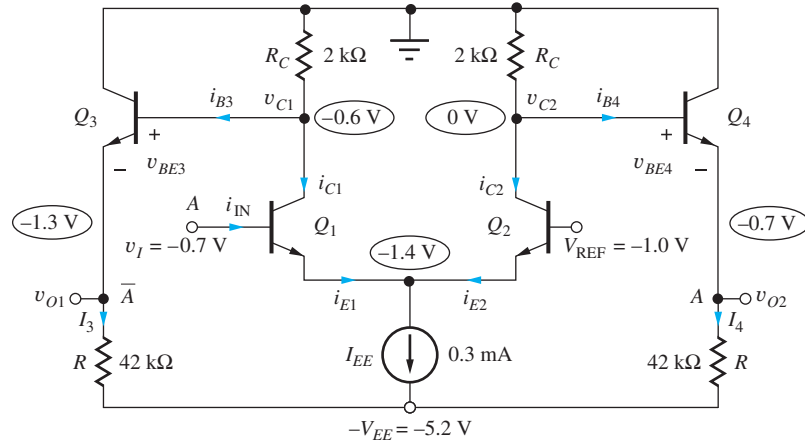 R_C 2 kΩ 2 kΩ R_C
Q_3 i_B3 v_C1 –0.6 V 0 V v_C2 i_B4 Q_4
+ +
v_BE3 v_BE4
– –
i_C1 i_C2
A i_IN
–1.3 V Q_1 Q_2 –0.7 V
v_I = –0.7 V –1.4 V V_REF = –1.0 V
v_O1 A̅ i_E1 i_E2 A v_O2
I_3 I_4
R 42 kΩ I_EE 0.3 mA 42 kΩ R
–V_EE = –5.2 V